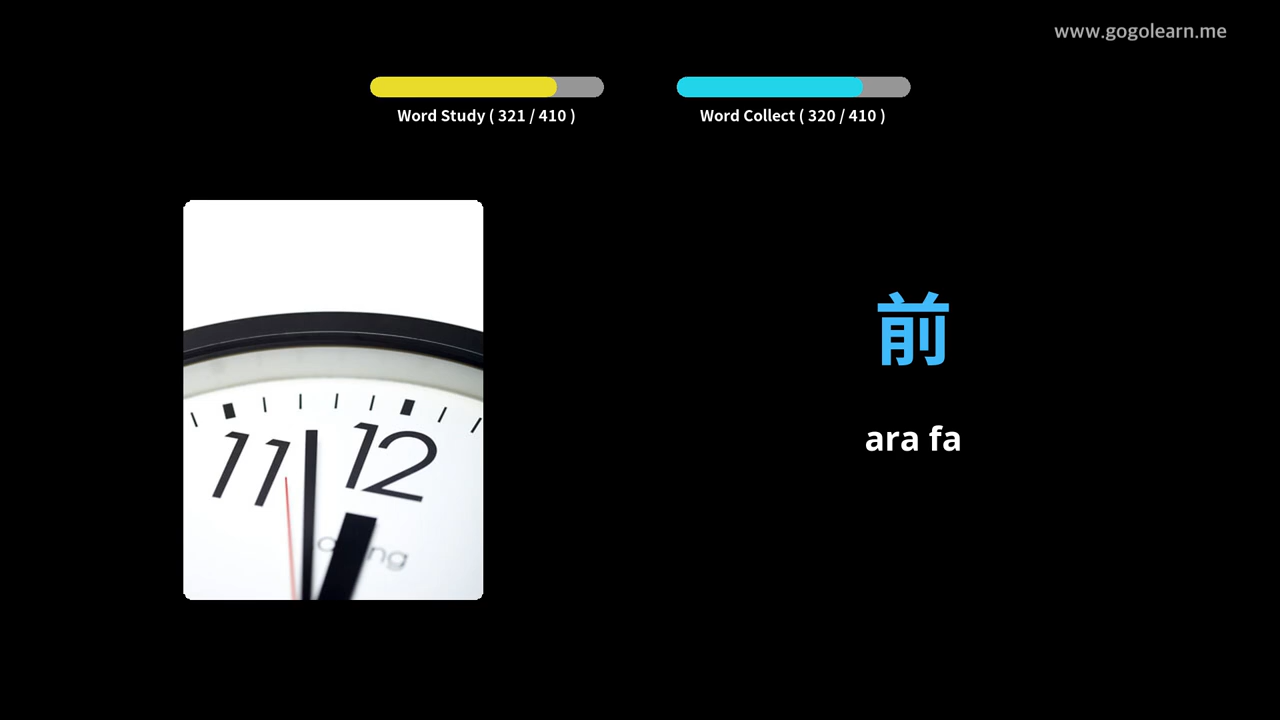 www.gogolearn.me
Word Study ( 321 / 410 )
Word Collect ( 320 / 410 )
前
ara fa
11
12